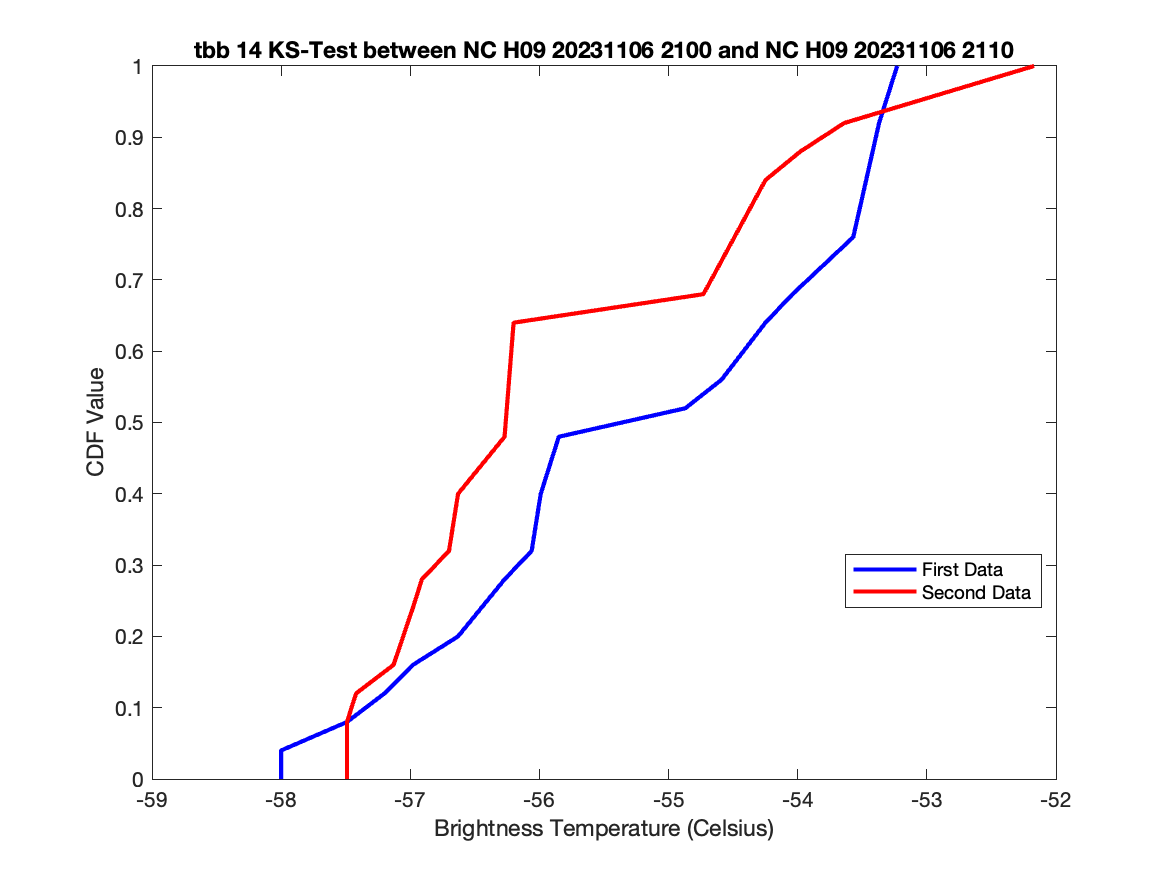 tbb 14 KS-Test between NC H09 20231106 2100 and NC H09 20231106 2110
1
0.9
0.8
0.7
0.6
0.5
0.4
0.3
0.2
0.1
0
CDF Value
First Data
Second Data
-59 -58 -57 -56 -55 -54 -53 -52
Brightness Temperature (Celsius)